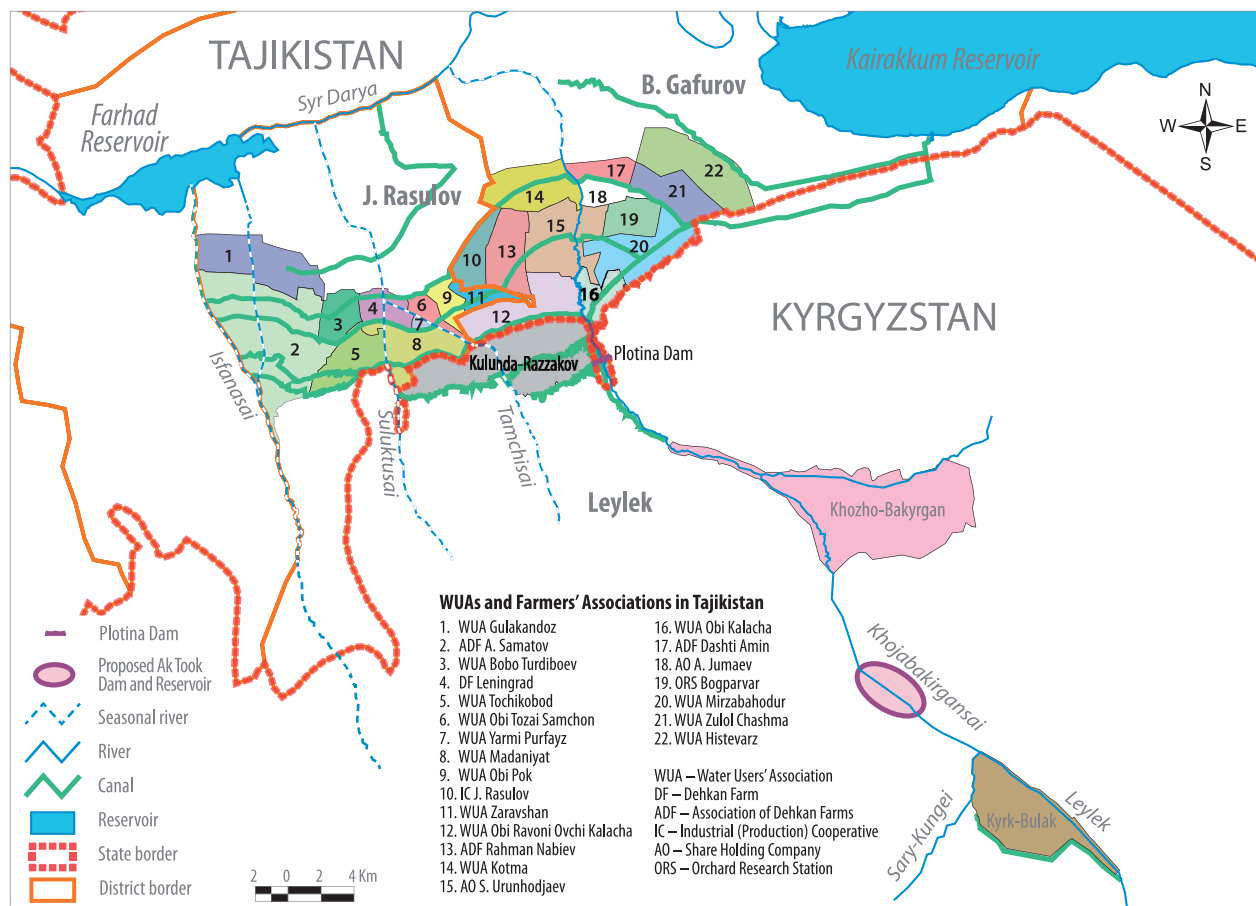 TAJIKISTAN
Kairakkum Reservoir
B. Gafurov
Syr Darya
Farhad
Reservoir
N
W E
S
J. Rasulov
KYRGYZSTAN
1
2
3
4
5
6
7
8
9
10
11
12
13
14
15
16
17
18
19
20
21
22
Plotina Dam
Kulunda-Razzakov
Isfanasai
Suluktusai
Tamchisai
Leylek
Khozho-Bakyrgan
Khojabakirgansai
Leylek
Kyrk-Bulak
Sary-Kungei
Plotina Dam
Proposed Ak Took
Dam and Reservoir
Seasonal river
River
Canal
Reservoir
State border
District border
2 0 2 4 Km
WUAs and Farmers' Associations in Tajikistan
1. WUA Gulakandoz
2. ADF A. Samatov
3. WUA Bobo Turdiboev
4. DF Leningrad
5. WUA Tochikobod
6. WUA Obi Tozai Samchon
7. WUA Yarmi Purfayz
8. WUA Madaniyat
9. WUA Obi Pok
10. IC J. Rasulov
11. WUA Zaravshan
12. WUA Obi Ravoni Ovchi Kalacha
13. ADF Rahman Nabiev
14. WUA Kotma
15. AO S. Urunhodjaev
16. WUA Obi Kalacha
17. ADF Dashti Amin
18. AO A. Jumaev
19. ORS Bogparvar
20. WUA Mirzabahodur
21. WUA Zulol Chashma
22. WUA Histevarz
WUA – Water Users' Association
DF – Dehkan Farm
ADF – Association of Dehkan Farms
IC – Industrial (Production) Cooperative
AO – Share Holding Company
ORS – Orchard Research Station